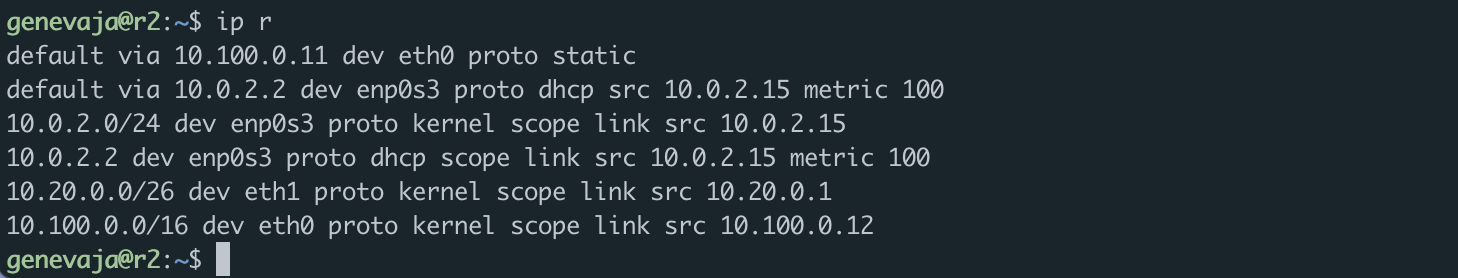 genevaja@r2:~$ ip r
default via 10.100.0.11 dev eth0 proto static
default via 10.0.2.2 dev enp0s3 proto dhcp src 10.0.2.15 metric 100
10.0.2.0/24 dev enp0s3 proto kernel scope link src 10.0.2.15
10.0.2.2 dev enp0s3 proto dhcp scope link src 10.0.2.15 metric 100
10.20.0.0/26 dev eth1 proto kernel scope link src 10.20.0.1
10.100.0.0/16 dev eth0 proto kernel scope link src 10.100.0.12
genevaja@r2:~$